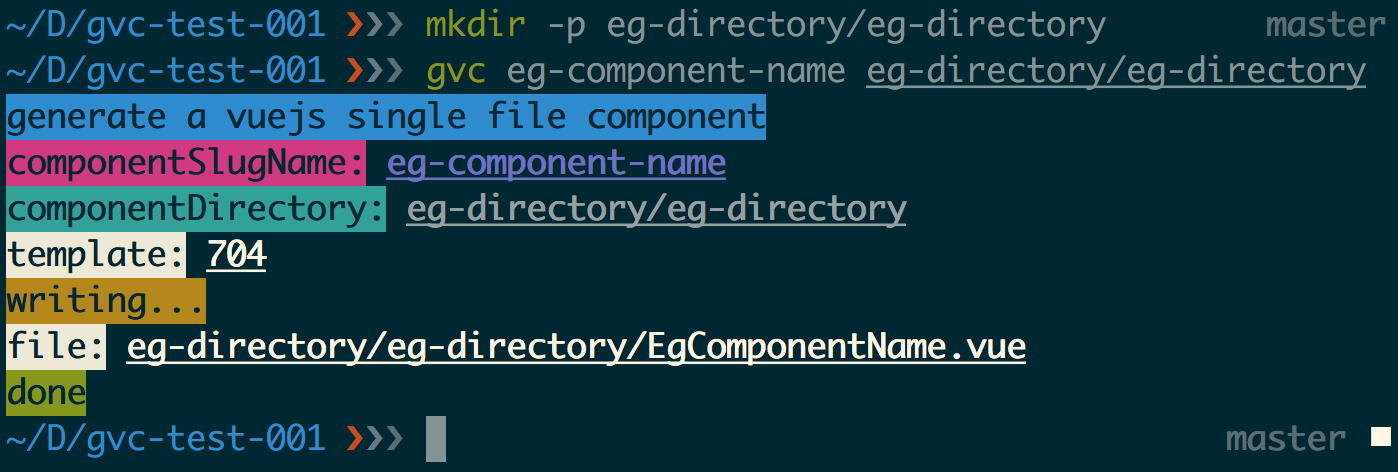 ~/D/gvc-test-001 ❯❯❯ mkdir -p eg-directory/eg-directory master
~/D/gvc-test-001 ❯❯❯ gvc eg-component-name eg-directory/eg-directory
generate a vuejs single file component
componentSlugName: eg-component-name
componentDirectory: eg-directory/eg-directory
template: 704
writing...
file: eg-directory/eg-directory/EgComponentName.vue
done
~/D/gvc-test-001 ❯❯❯ master